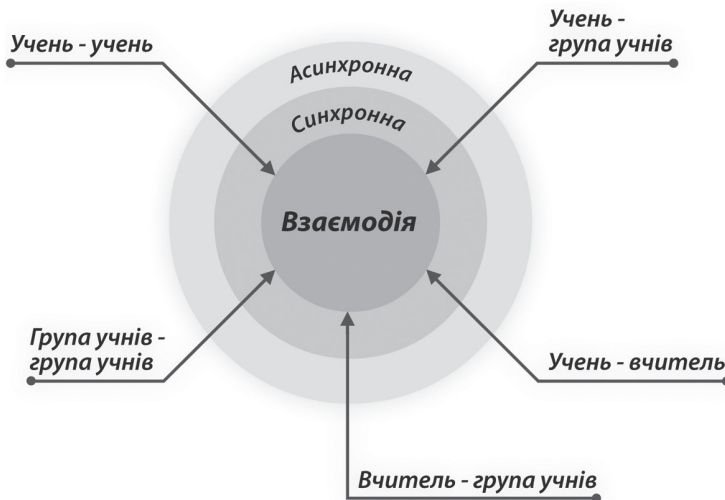 Учень - учень
Учень -
група учнів
Асинхронна
Синхронна
Взаємодія
Група учнів -
група учнів
Учень - вчитель
Вчитель - група учнів